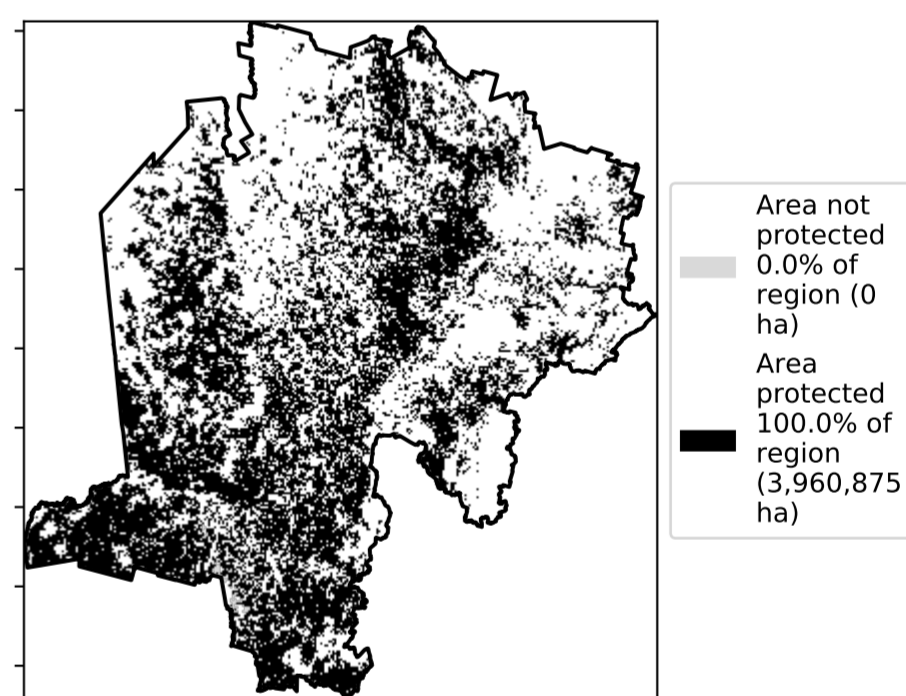 Area not
protected
0.0% of
region (0
ha)
Area
protected
100.0% of
region
(3,960,875
ha)